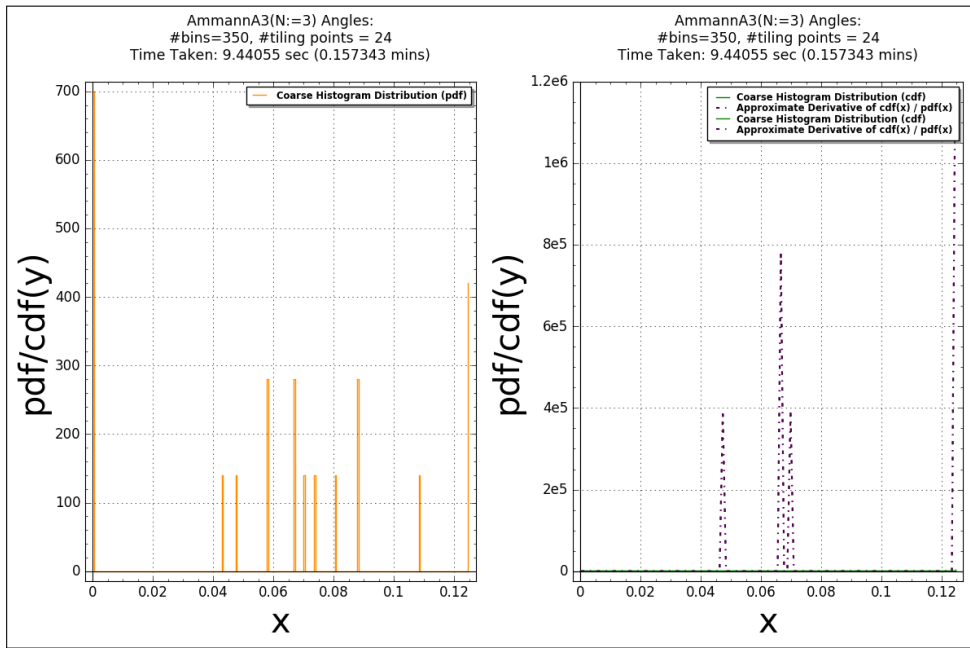 AmmannA3(N:=3) Angles:
#bins=350, #tiling points = 24
Time Taken: 9.44055 sec (0.157343 mins)
700
600
500
400
300
200
100
0
pdf/cdf(y)
Coarse Histogram Distribution (pdf)
0
0.02
0.04
0.06
0.08
0.1
0.12
x
AmmannA3(N:=3) Angles:
#bins=350, #tiling points = 24
Time Taken: 9.44055 sec (0.157343 mins)
1.2e6
1e6
8e5
6e5
4e5
2e5
0
pdf/cdf(y)
Coarse Histogram Distribution (cdf)
Approximate Derivative of cdf(x) / pdf(x)
Coarse Histogram Distribution (cdf)
Approximate Derivative of cdf(x) / pdf(x)
0
0.02
0.04
0.06
0.08
0.1
0.12
x